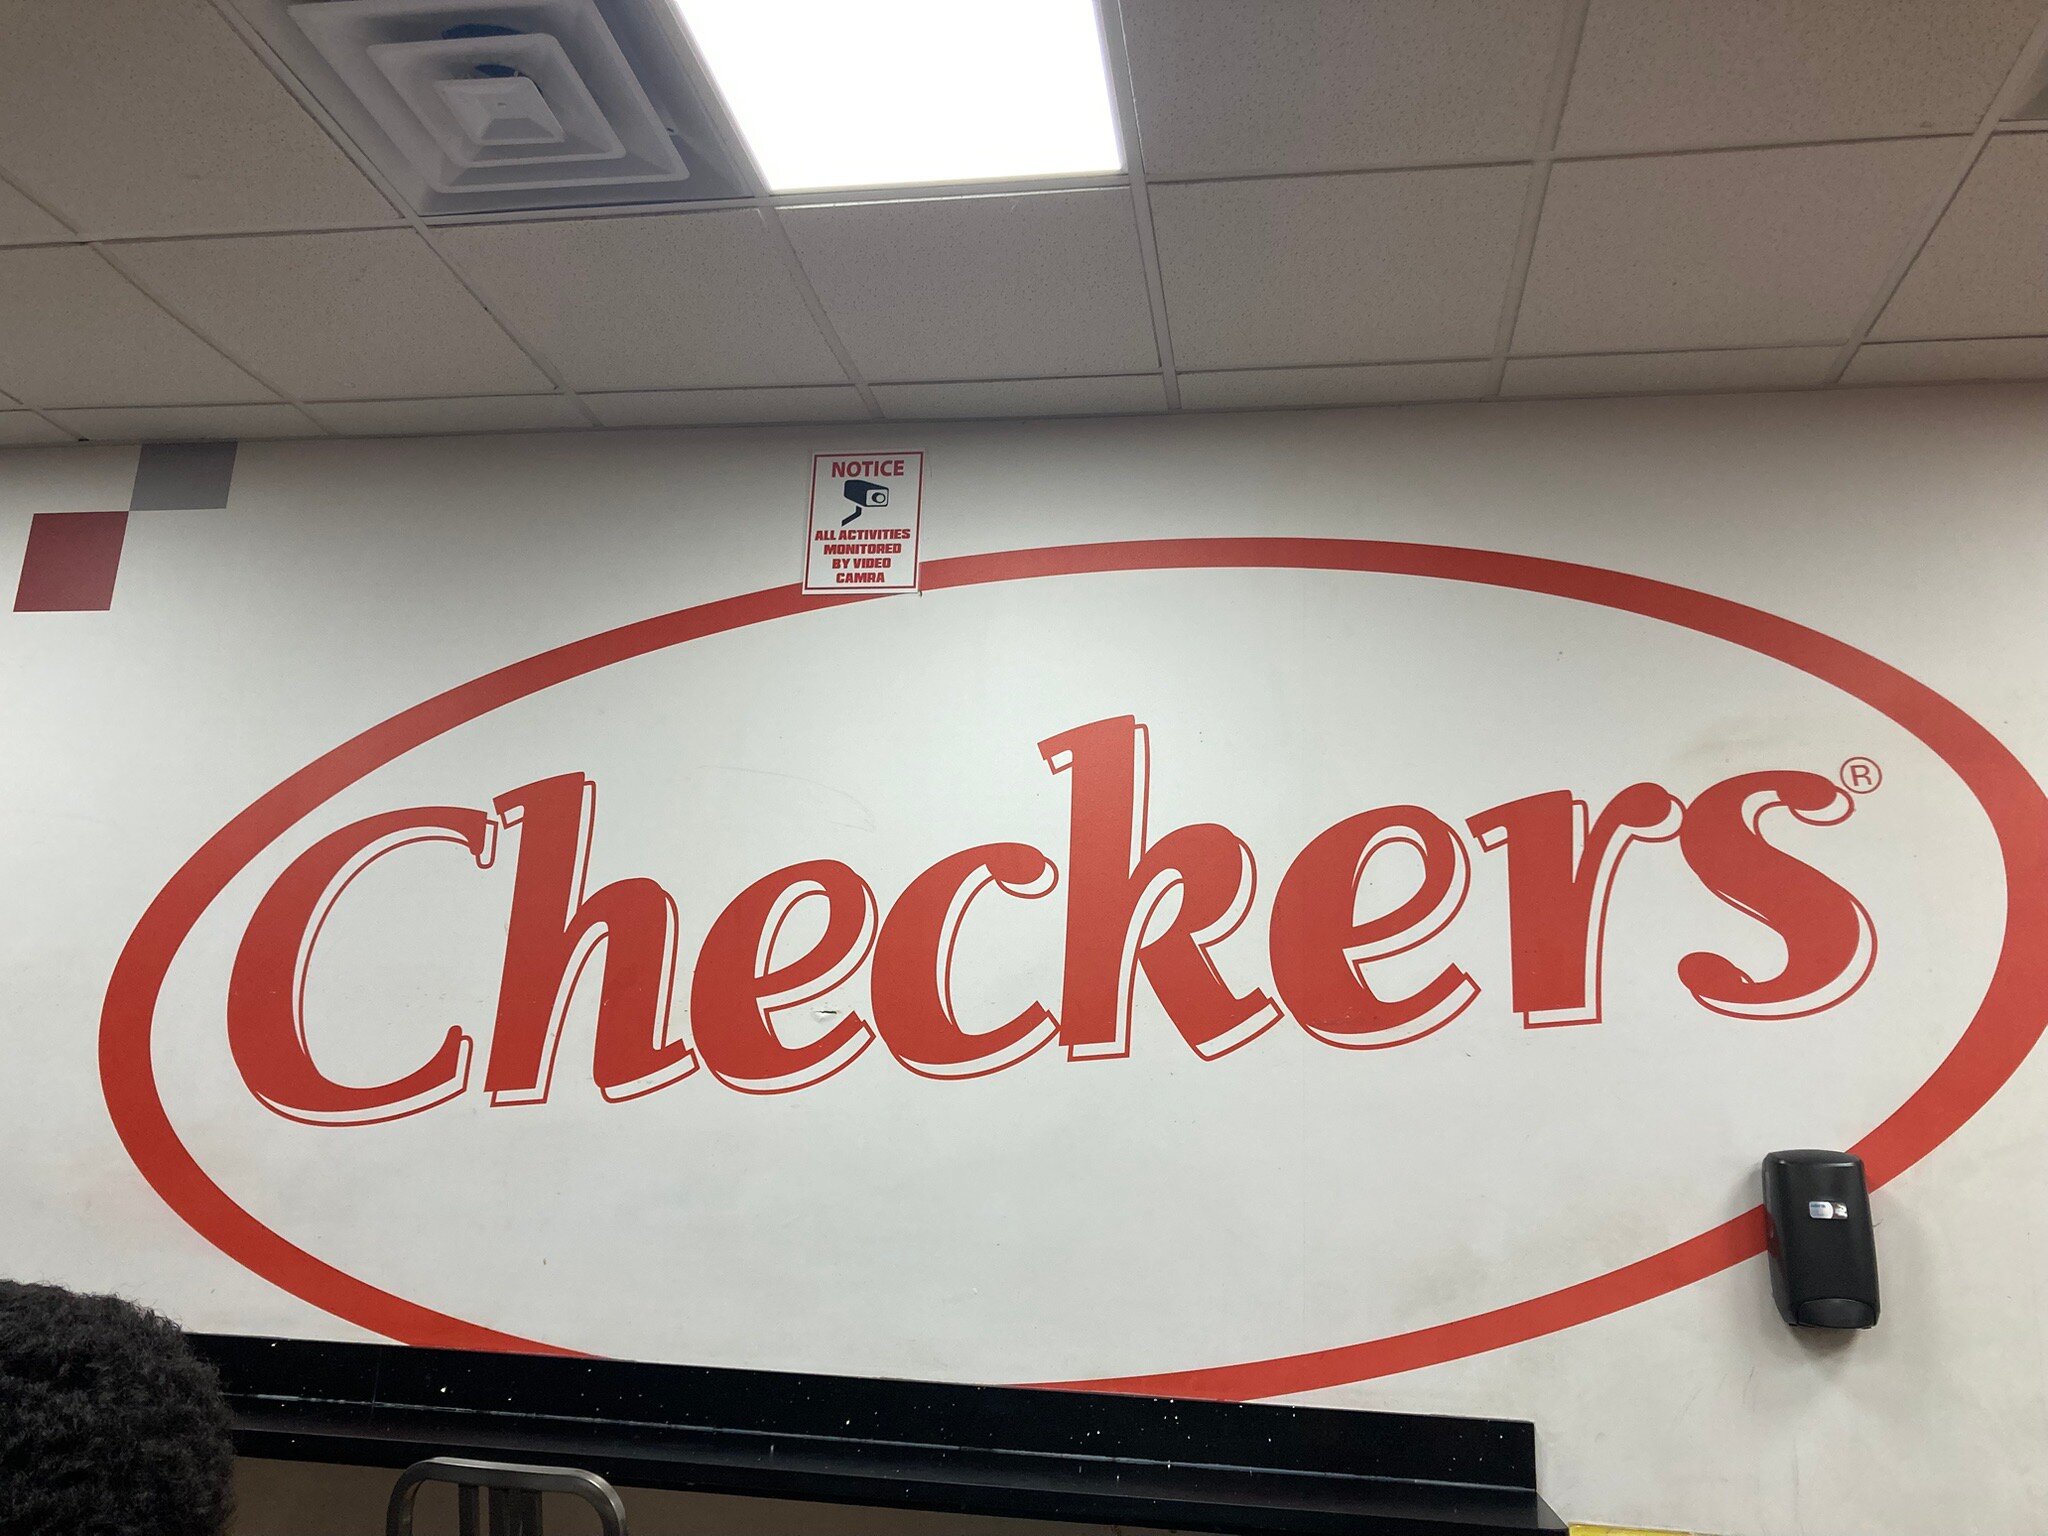 NOTICE
ALL ACTIVITIES
MONITORED
BY VIDEO
CAMRA
Checkers®